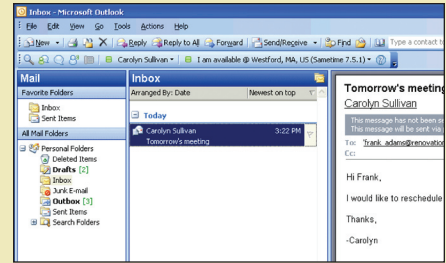 Inbox - Microsoft Outlook
File Edit View Go Tools Actions Help
New Reply Reply to All Forward Send/Receive Find Type a contact to
Carolyn Sullivan I am available @ Westford, MA, US (Sametime 7.5.1)
Mail
Favorite Folders
Inbox
Sent Items
All Mail Folders
Personal Folders
Deleted Items
Drafts [2]
Inbox
Junk E-mail
Outbox [3]
Sent Items
Search Folders
Inbox
Arranged By: Date Newest on top
Today
Carolyn Sullivan 3:22 PM
Tomorrow's meeting
Tomorrow's meeting
Carolyn Sullivan
This message has not been se
This message will be sent via
To: frank_adams@renovation
Cc:
Hi Frank,
I would like to reschedule
Thanks,
-Carolyn